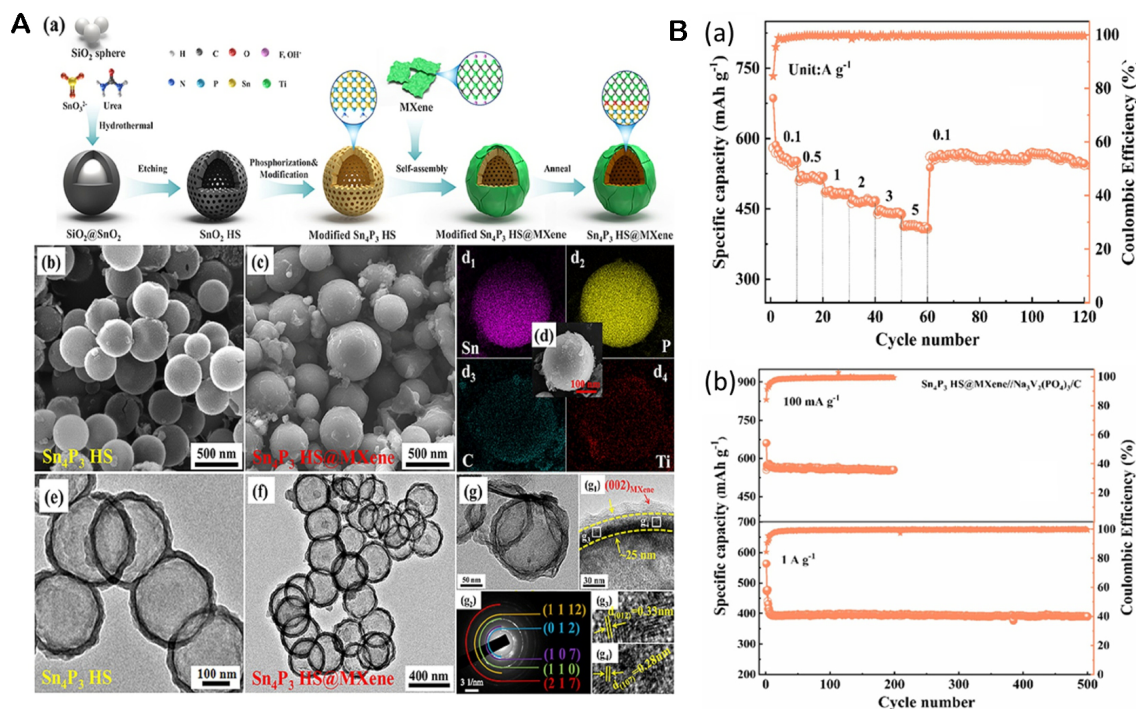 A
(a)
SiO₂ sphere
SnO₃²⁻
Urea
Hydrothermal
H
C
O
F, OH⁻
N
P
Sn
Ti
MXene
Etching
Phosphorization&
Modification
Self-assembly
Anneal
SiO₂@SnO₂
SnO₂ HS
Modified Sn₄P₃ HS
Modified Sn₄P₃ HS@MXene
Sn₄P₃ HS@MXene
(b)
Sn₄P₃ HS
500 nm
(c)
Sn₄P₃ HS@MXene
500 nm
d₁
Sn
d₂
P
(d)
100 nm
d₃
C
d₄
Ti
(e)
Sn₄P₃ HS
100 nm
(f)
Sn₄P₃ HS@MXene
400 nm
(g)
50 nm
(g₁)
(002)MXene
~25 nm
30 nm
(g₂)
(1 1 12)
(0 1 2)
(1 0 7)
(1 1 0)
(2 1 7)
3 1/nm
(g₃)
d₍₀₁₂₎=0.33nm
(g₄)
d₍₁₀₇₎=0.28nm
B
(a)
Unit:A g⁻¹
0.1
0.5
1
2
3
5
0.1
750
600
450
300
Specific capacity (mAh g⁻¹)
100
80
60
40
20
0
Coulombic Efficiency (%)
0 20 40 60 80 100 120
Cycle number
(b)
Sn₄P₃ HS@MXene//Na₃V₂(PO₄)₃/C
100 mA g⁻¹
900
750
600
450
100
80
60
40
20
1 A g⁻¹
700
600
500
400
300
200
100
80
60
40
20
0
Specific capacity (mAh g⁻¹)
Coulombic Efficiency (%)
0 100 200 300 400 500
Cycle number